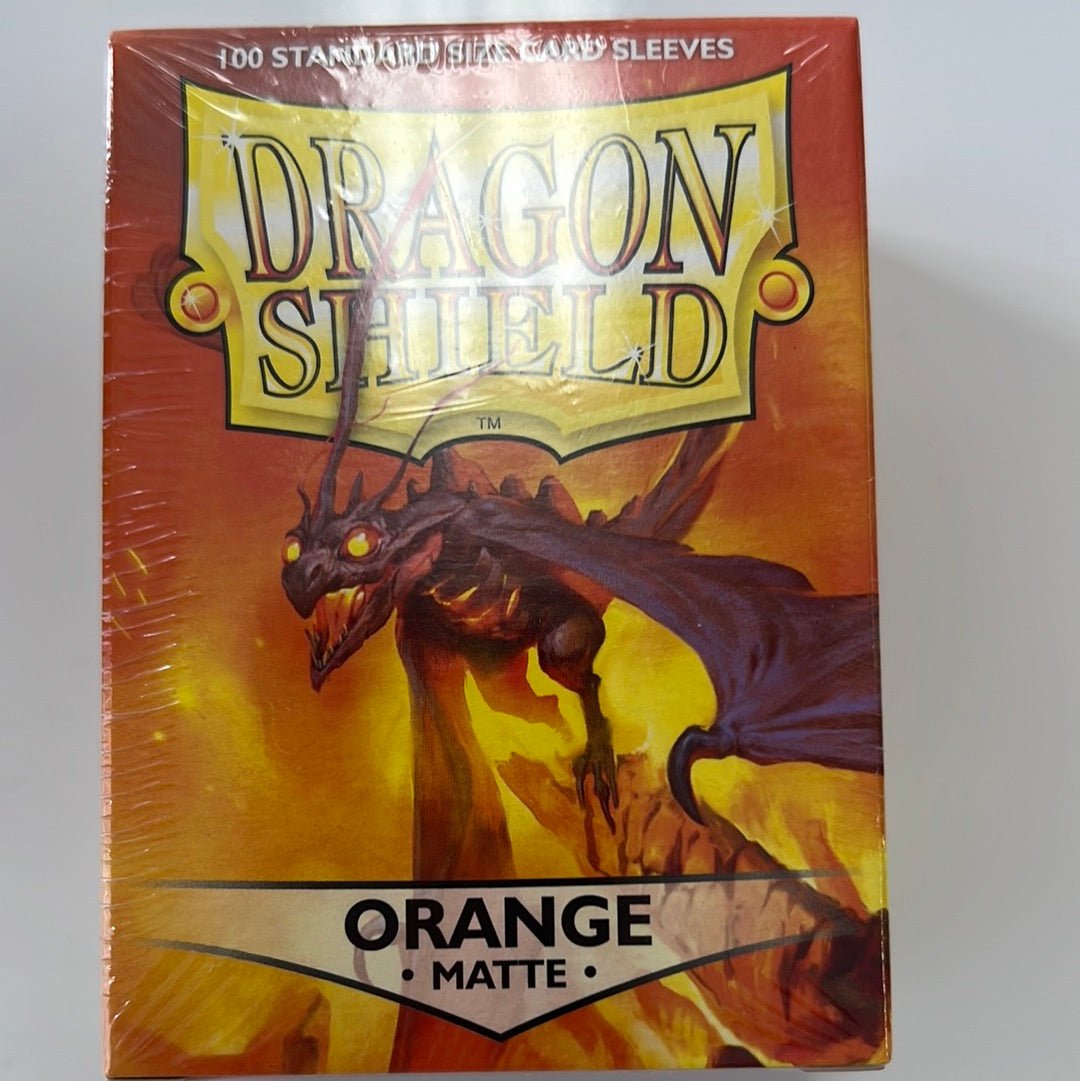 100 STANDARD SIZE CARD SLEEVES
DRAGON
SHIELD
TM
ORANGE
• MATTE •